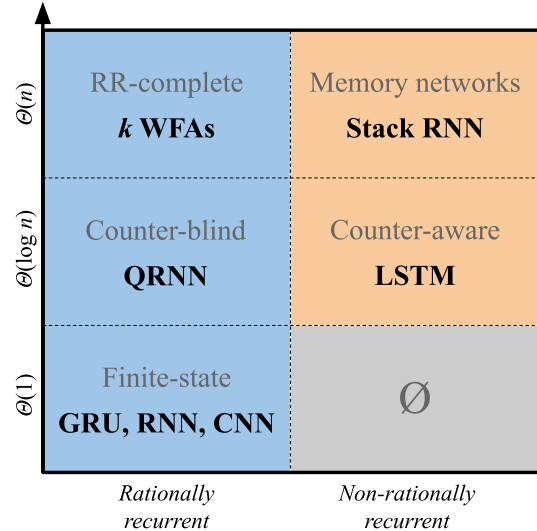 Θ(n)
RR-complete
k WFAs
Memory networks
Stack RNN
Θ(log n)
Counter-blind
QRNN
Counter-aware
LSTM
Θ(1)
Finite-state
GRU, RNN, CNN
Ø
Rationally
recurrent
Non-rationally
recurrent